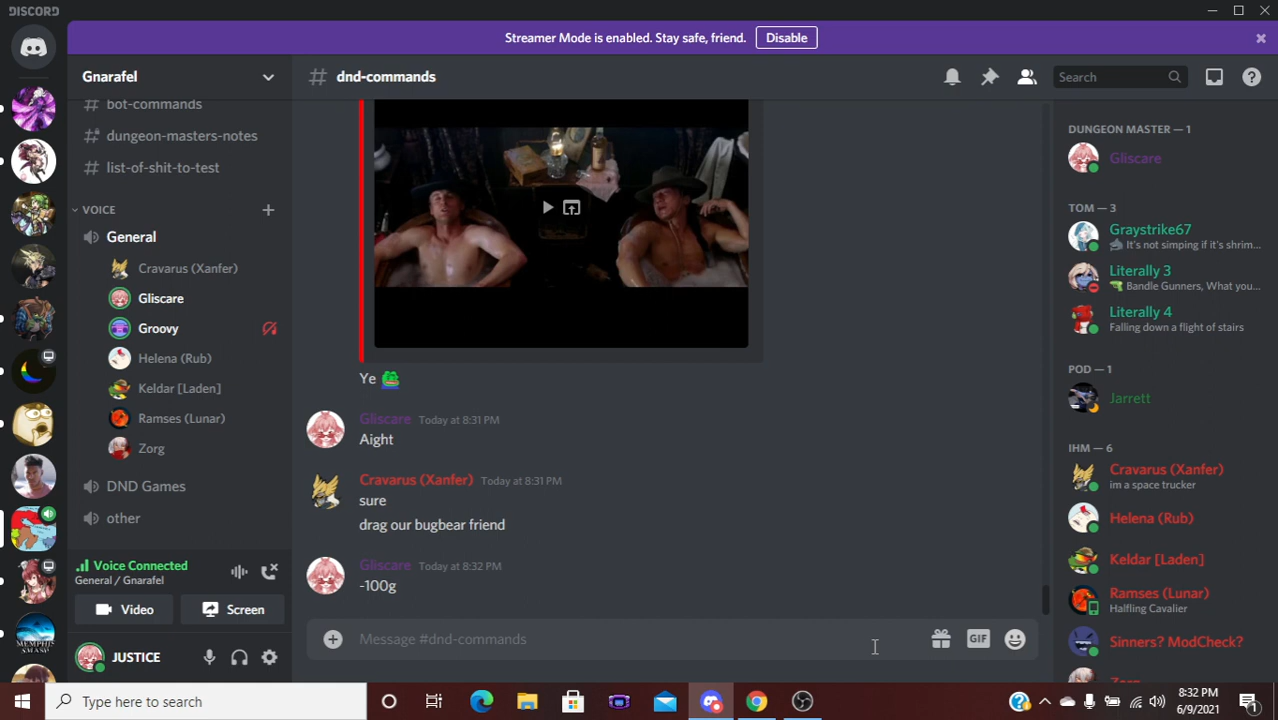 DISCORD
Streamer Mode is enabled. Stay safe, friend.
Disable
Gnarafel
bot-commands
dungeon-masters-notes
list-of-shit-to-test
VOICE
General
Cravarus (Xanfer)
Gliscare
Groovy
Helena (Rub)
Keldar [Laden]
Ramses (Lunar)
Zorg
DND Games
other
Voice Connected
General / Gnarafel
Video
Screen
JUSTICE
dnd-commands
Search
Ye
Gliscare Today at 8:31 PM
Aight
Cravarus (Xanfer) Today at 8:31 PM
sure
drag our bugbear friend
Gliscare Today at 8:32 PM
-100g
Message #dnd-commands
GIF
DUNGEON MASTER — 1
Gliscare
TOM — 3
Graystrike67
It's not simping if it's shrim...
Literally 3
Bandle Gunners, What you...
Literally 4
Falling down a flight of stairs
POD — 1
Jarrett
IHM — 6
Cravarus (Xanfer)
im a space trucker
Helena (Rub)
Keldar [Laden]
Ramses (Lunar)
Halfling Cavalier
Sinners? ModCheck?
Zorg
Type here to search
8:32 PM
6/9/2021
1